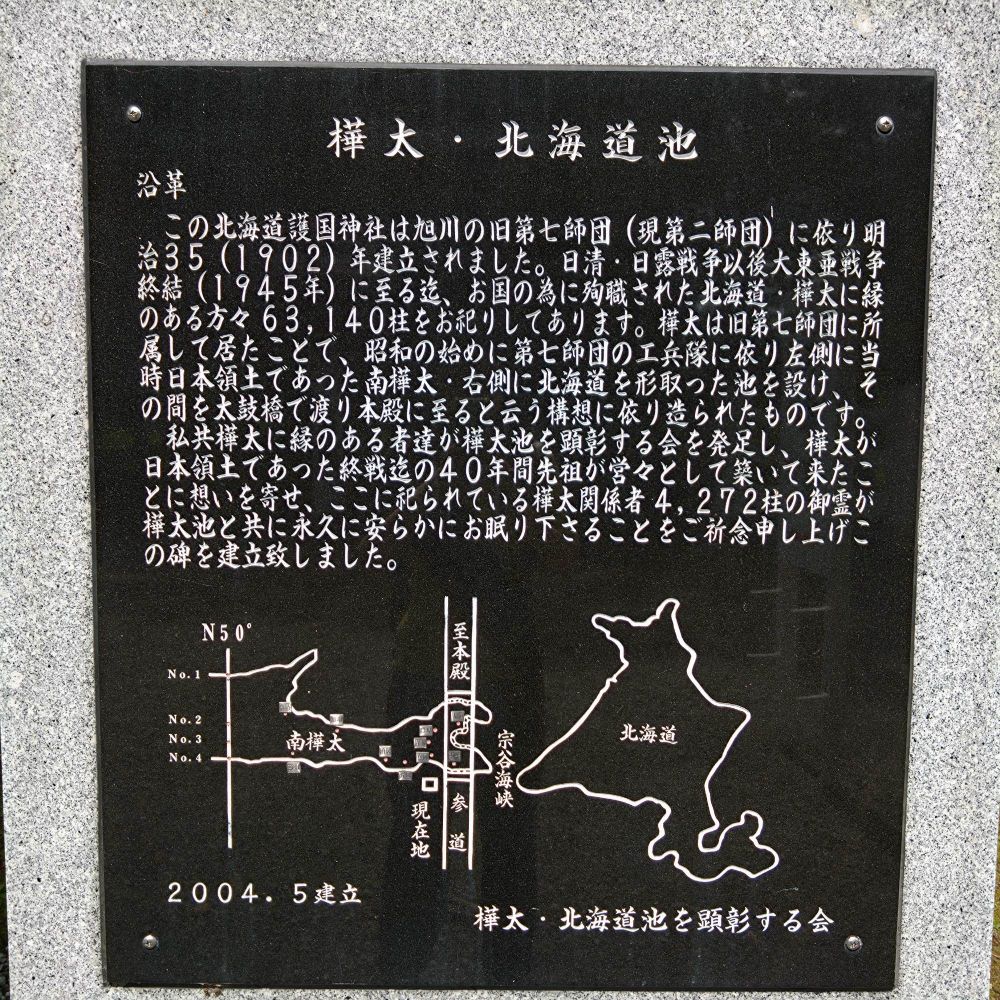 樺太・北海道池
沿革
この北海道護国神社は旭川の旧第七師団（現第二師団）に依り明
治35（1902）年建立されました。日清・日露戦争以後大東亜戦争
終結（1945年）に至る迄、お国の為に殉職された北海道・樺太に縁
のある方々63,140柱をお祀りしてあります。樺太は旧第七師団に所
属して居たことで、昭和の始めに第七師団の工兵隊に依り左側に当
時日本領土であった南樺太・右側に北海道を形取った池を設け、そ
の間を太鼓橋で渡り本殿に至ると云う構想に依り造られたものです。
私共樺太に縁のある者達が樺太池を顕彰する会を発足し、樺太が
日本領土であった終戦迄の40年間先祖が営々として築いて来たこ
とに想いを寄せ、ここに祀られている樺太関係者4,272柱の御霊が
樺太池と共に永久に安らかにお眠り下さることをご祈念申し上げこ
の碑を建立致しました。
N50°
No.1
No.2
No.3
No.4
南樺太
至本殿
参道
現在地
宗谷海峡
北海道
2004.5建立
樺太・北海道池を顕彰する会